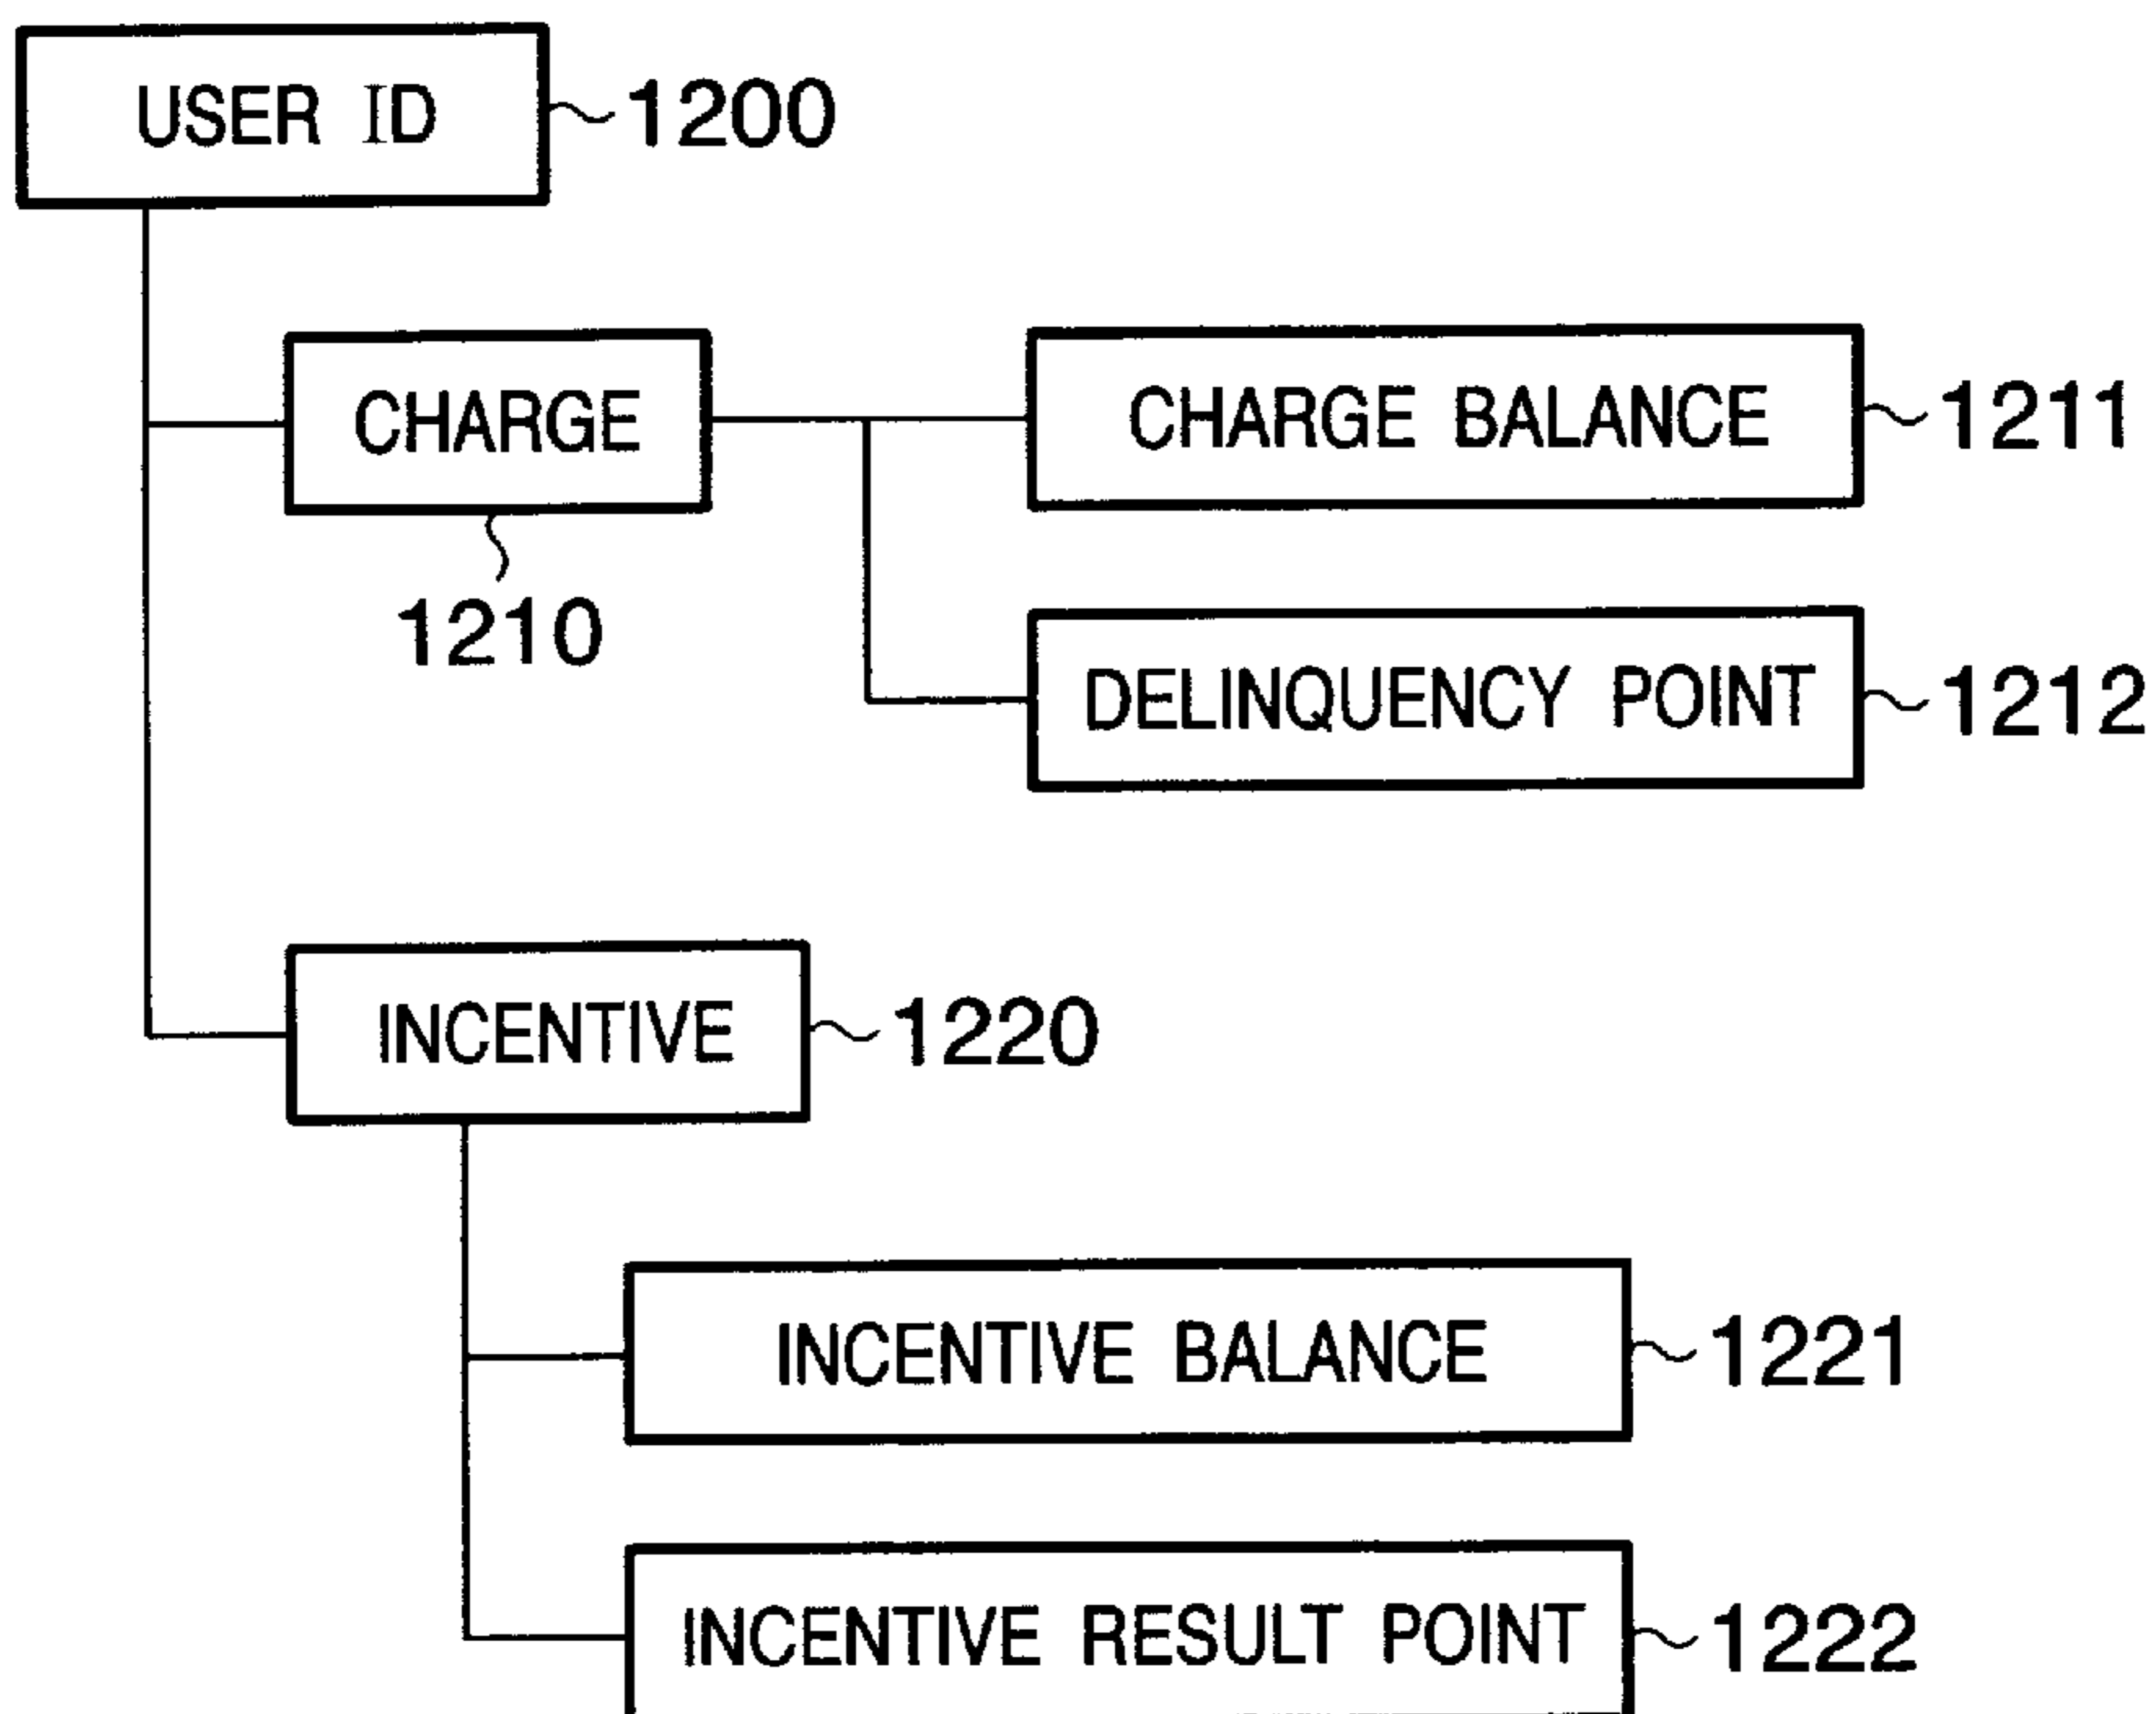 USER ID 1200
CHARGE CHARGE BALANCE 1211
1210
DELINQUENCY POINT 1212
INCENTIVE 1220
INCENTIVE BALANCE 1221
INCENTIVE RESULT POINT 1222